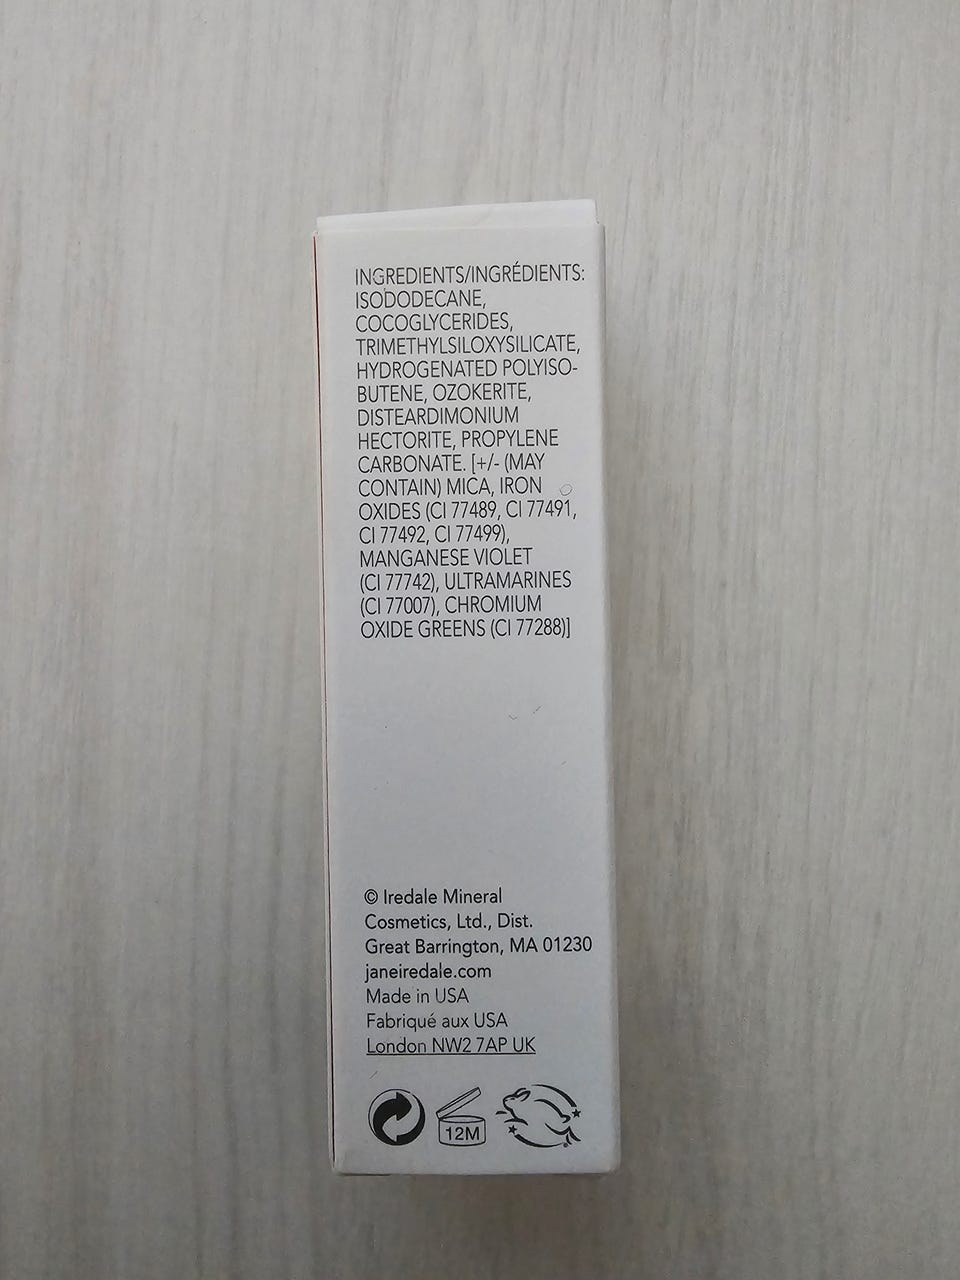 INGREDIENTS/INGRÉDIENTS:
ISODODECANE,
COCOGLYCERIDES,
TRIMETHYLSILOXYSILICATE,
HYDROGENATED POLYISO-
BUTENE, OZOKERITE,
DISTEARDIMONIUM
HECTORITE, PROPYLENE
CARBONATE. [+/- (MAY
CONTAIN) MICA, IRON
OXIDES (CI 77489, CI 77491,
CI 77492, CI 77499),
MANGANESE VIOLET
(CI 77742), ULTRAMARINES
(CI 77007), CHROMIUM
OXIDE GREENS (CI 77288)]
© Iredale Mineral
Cosmetics, Ltd., Dist.
Great Barrington, MA 01230
janeiredale.com
Made in USA
Fabriqué aux USA
London NW2 7AP UK
12M